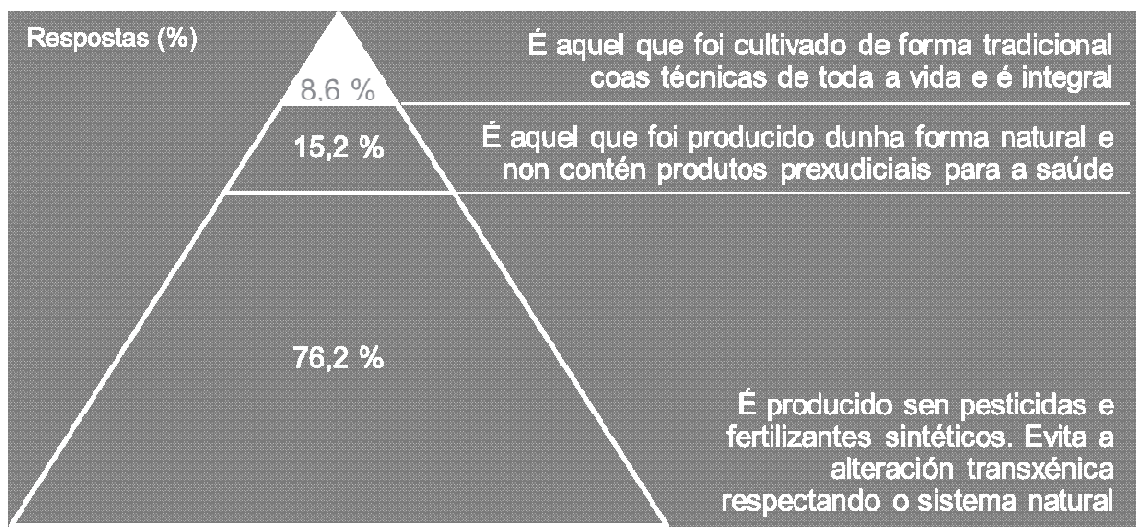 Respostas (%)
É aquel que foi cultivado de forma tradicional
coas técnicas de toda a vida e é integral
8,6 %
É aquel que foi producido dunha forma natural e
non contén produtos prexudiciais para a saúde
15,2 %
76,2 %
É producido sen pesticidas e
fertilizantes sintéticos. Evita a
alteración transxénica
respectando o sistema natural